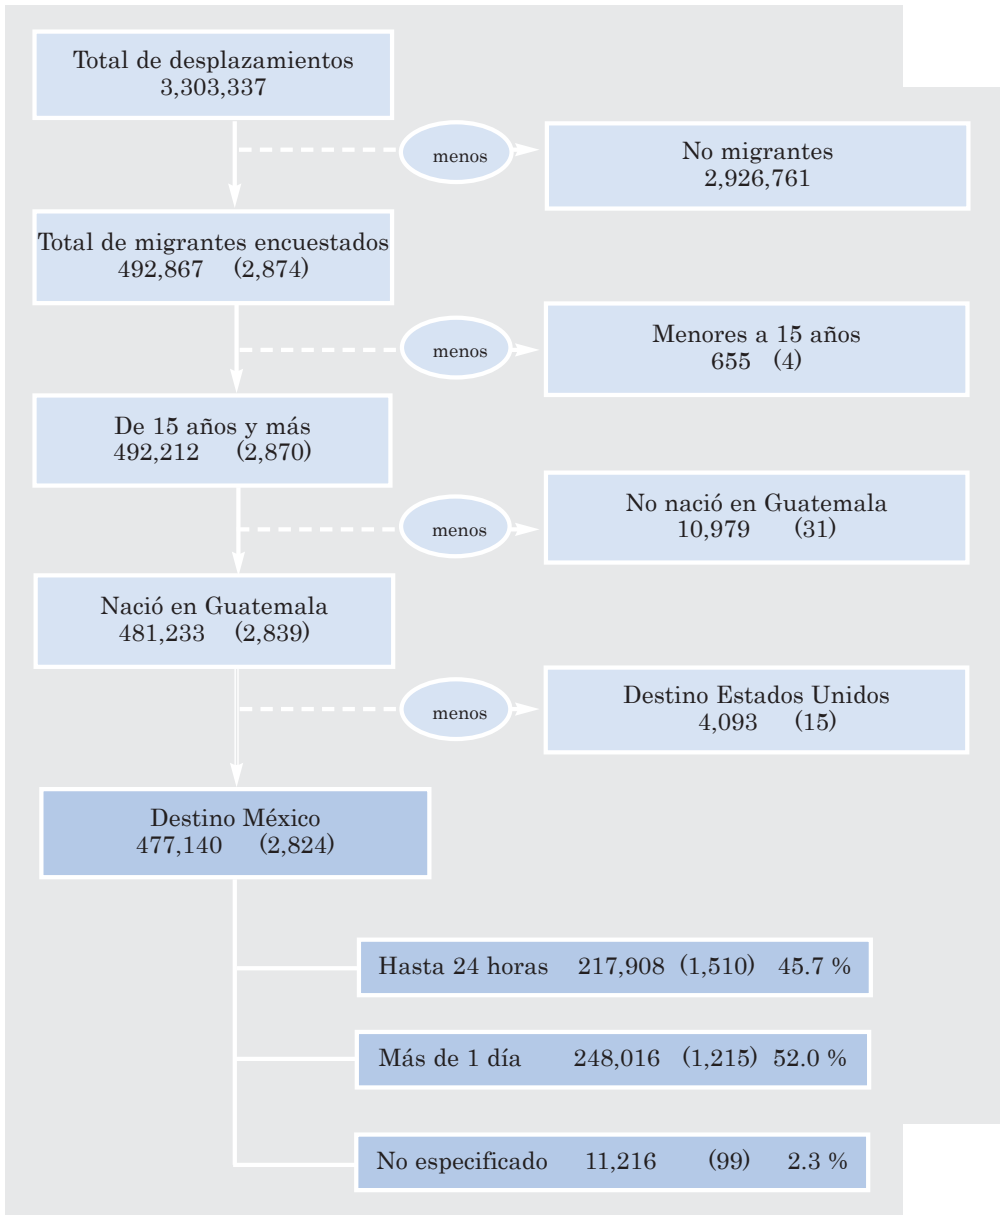 Total de desplazamientos
3,303,337
menos
No migrantes
2,926,761
Total de migrantes encuestados
492,867 (2,874)
menos
Menores a 15 años
655 (4)
De 15 años y más
492,212 (2,870)
menos
No nació en Guatemala
10,979 (31)
Nació en Guatemala
481,233 (2,839)
menos
Destino Estados Unidos
4,093 (15)
Destino México
477,140 (2,824)
Hasta 24 horas 217,908 (1,510) 45.7 %
Más de 1 día 248,016 (1,215) 52.0 %
No especificado 11,216 (99) 2.3 %